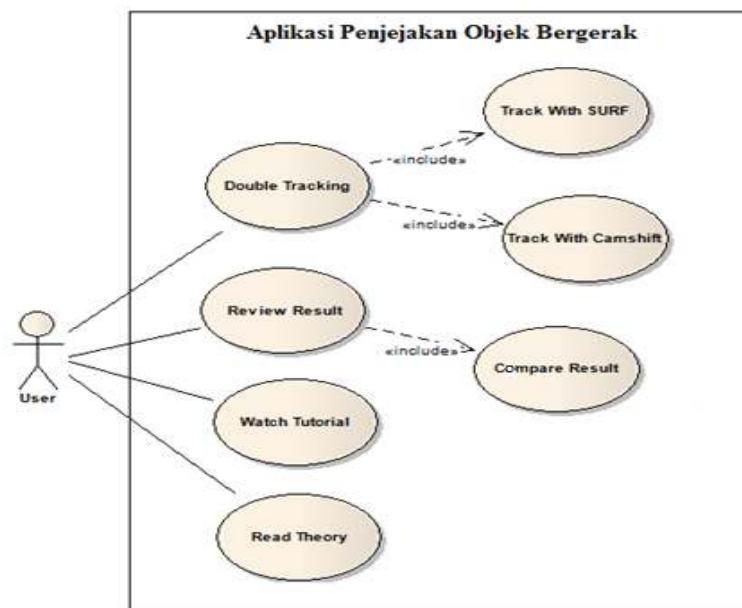 Aplikasi Penjejakan Objek Bergerak
Track With SURF
«include»
Double Tracking
«include»
Track With Camshift
Review Result
«include»
Compare Result
User
Watch Tutorial
Read Theory